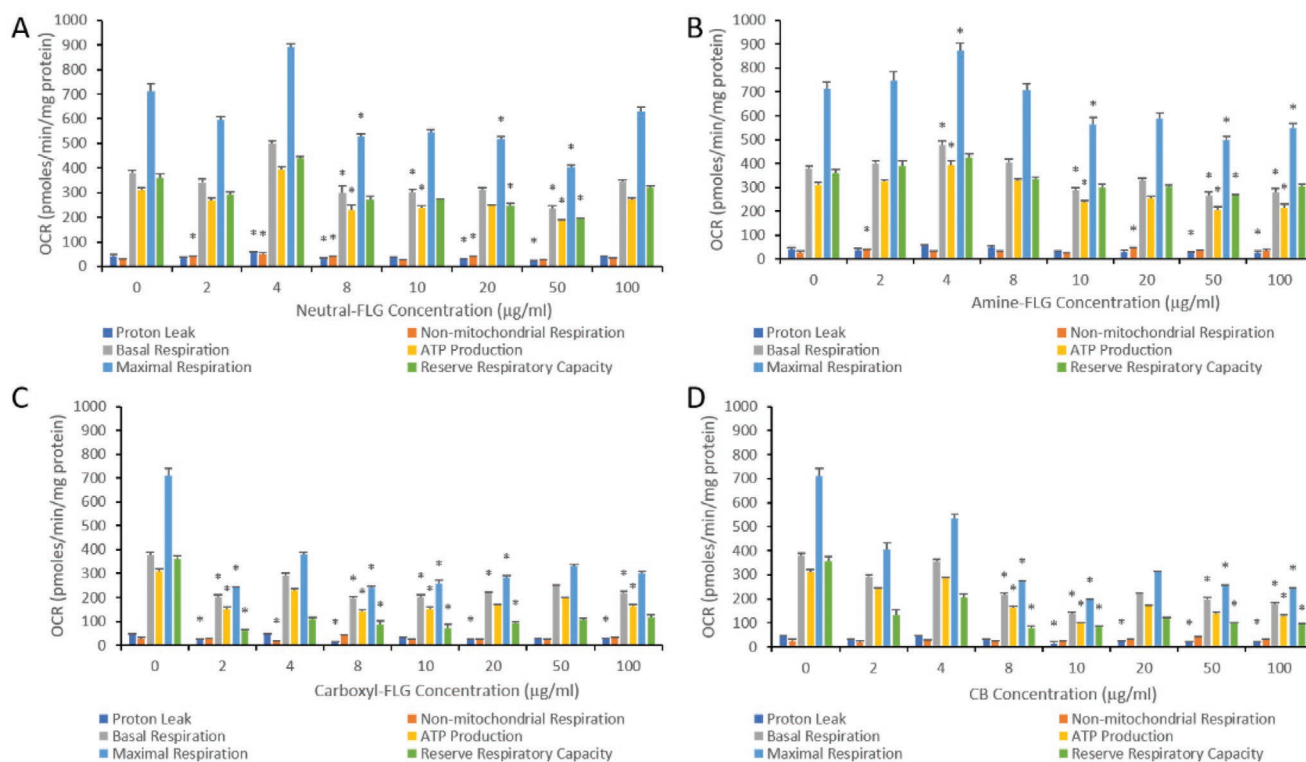 A
OCR (pmoles/min/mg protein)
1000
900
800
700
600
500
400
300
200
100
0
* * * * * * * * * * * * * * * * * * *
0 2 4 8 10 20 50 100
Neutral-FLG Concentration (µg/ml)
Proton Leak Non-mitochondrial Respiration
Basal Respiration ATP Production
Maximal Respiration Reserve Respiratory Capacity
B
OCR (pmoles/min/mg protein)
1000
900
800
700
600
500
400
300
200
100
0
* * * * * * * * * * * * * * * * *
0 2 4 8 10 20 50 100
Amine-FLG Concentration (µg/ml)
Proton Leak Non-mitochondrial Respiration
Basal Respiration ATP Production
Maximal Respiration Reserve Respiratory Capacity
C
OCR (pmoles/min/mg protein)
1000
900
800
700
600
500
400
300
200
100
0
* * * * * * * * * * * * * * * * * * * * * * *
0 2 4 8 10 20 50 100
Carboxyl-FLG Concentration (µg/ml)
Proton Leak Non-mitochondrial Respiration
Basal Respiration ATP Production
Maximal Respiration Reserve Respiratory Capacity
D
OCR (pmoles/min/mg protein)
1000
900
800
700
600
500
400
300
200
100
0
* * * * * * * * * * * * * * * * * * *
0 2 4 8 10 20 50 100
CB Concentration (µg/ml)
Proton Leak Non-mitochondrial Respiration
Basal Respiration ATP Production
Maximal Respiration Reserve Respiratory Capacity